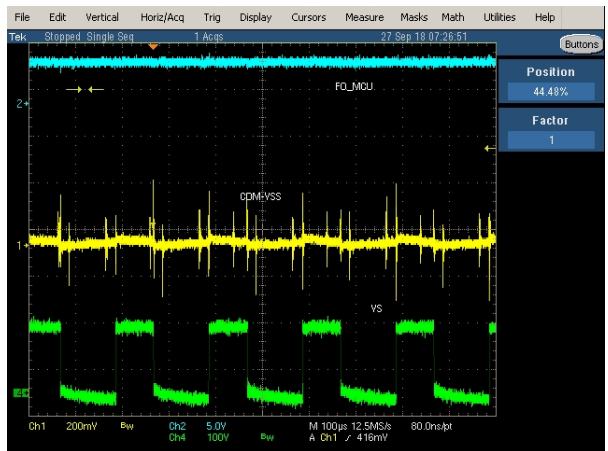 File Edit Vertical Horiz/Acq Trig Display Cursors Measure Masks Math Utilities Help
Tek Stopped Single Seq 1 Acqs 27 Sep 18 07:26:51
Buttons
Position
44.48%
Factor
1
FO_MCU
2
COM-VSS
1
VS
4
Ch1 200mV Bw Ch2 5.0V M 100µs 12.5MS/s 80.0ns/pt
Ch4 100V Bw A Ch1 416mV